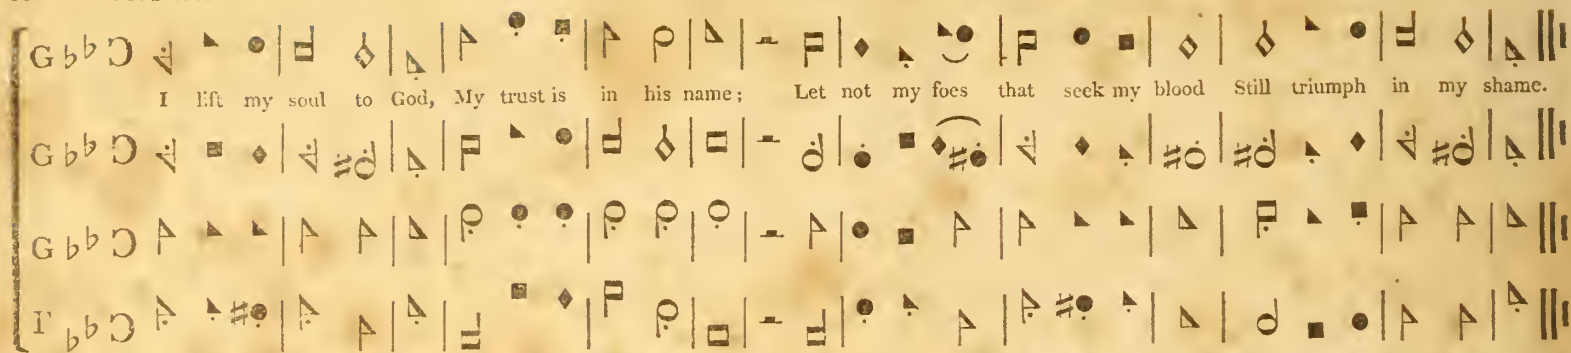 G ♭♭
I lift my soul to God, My trust is in his name; Let not my foes that seek my blood Still triumph in my shame.
G ♭♭
G ♭♭
♭♭